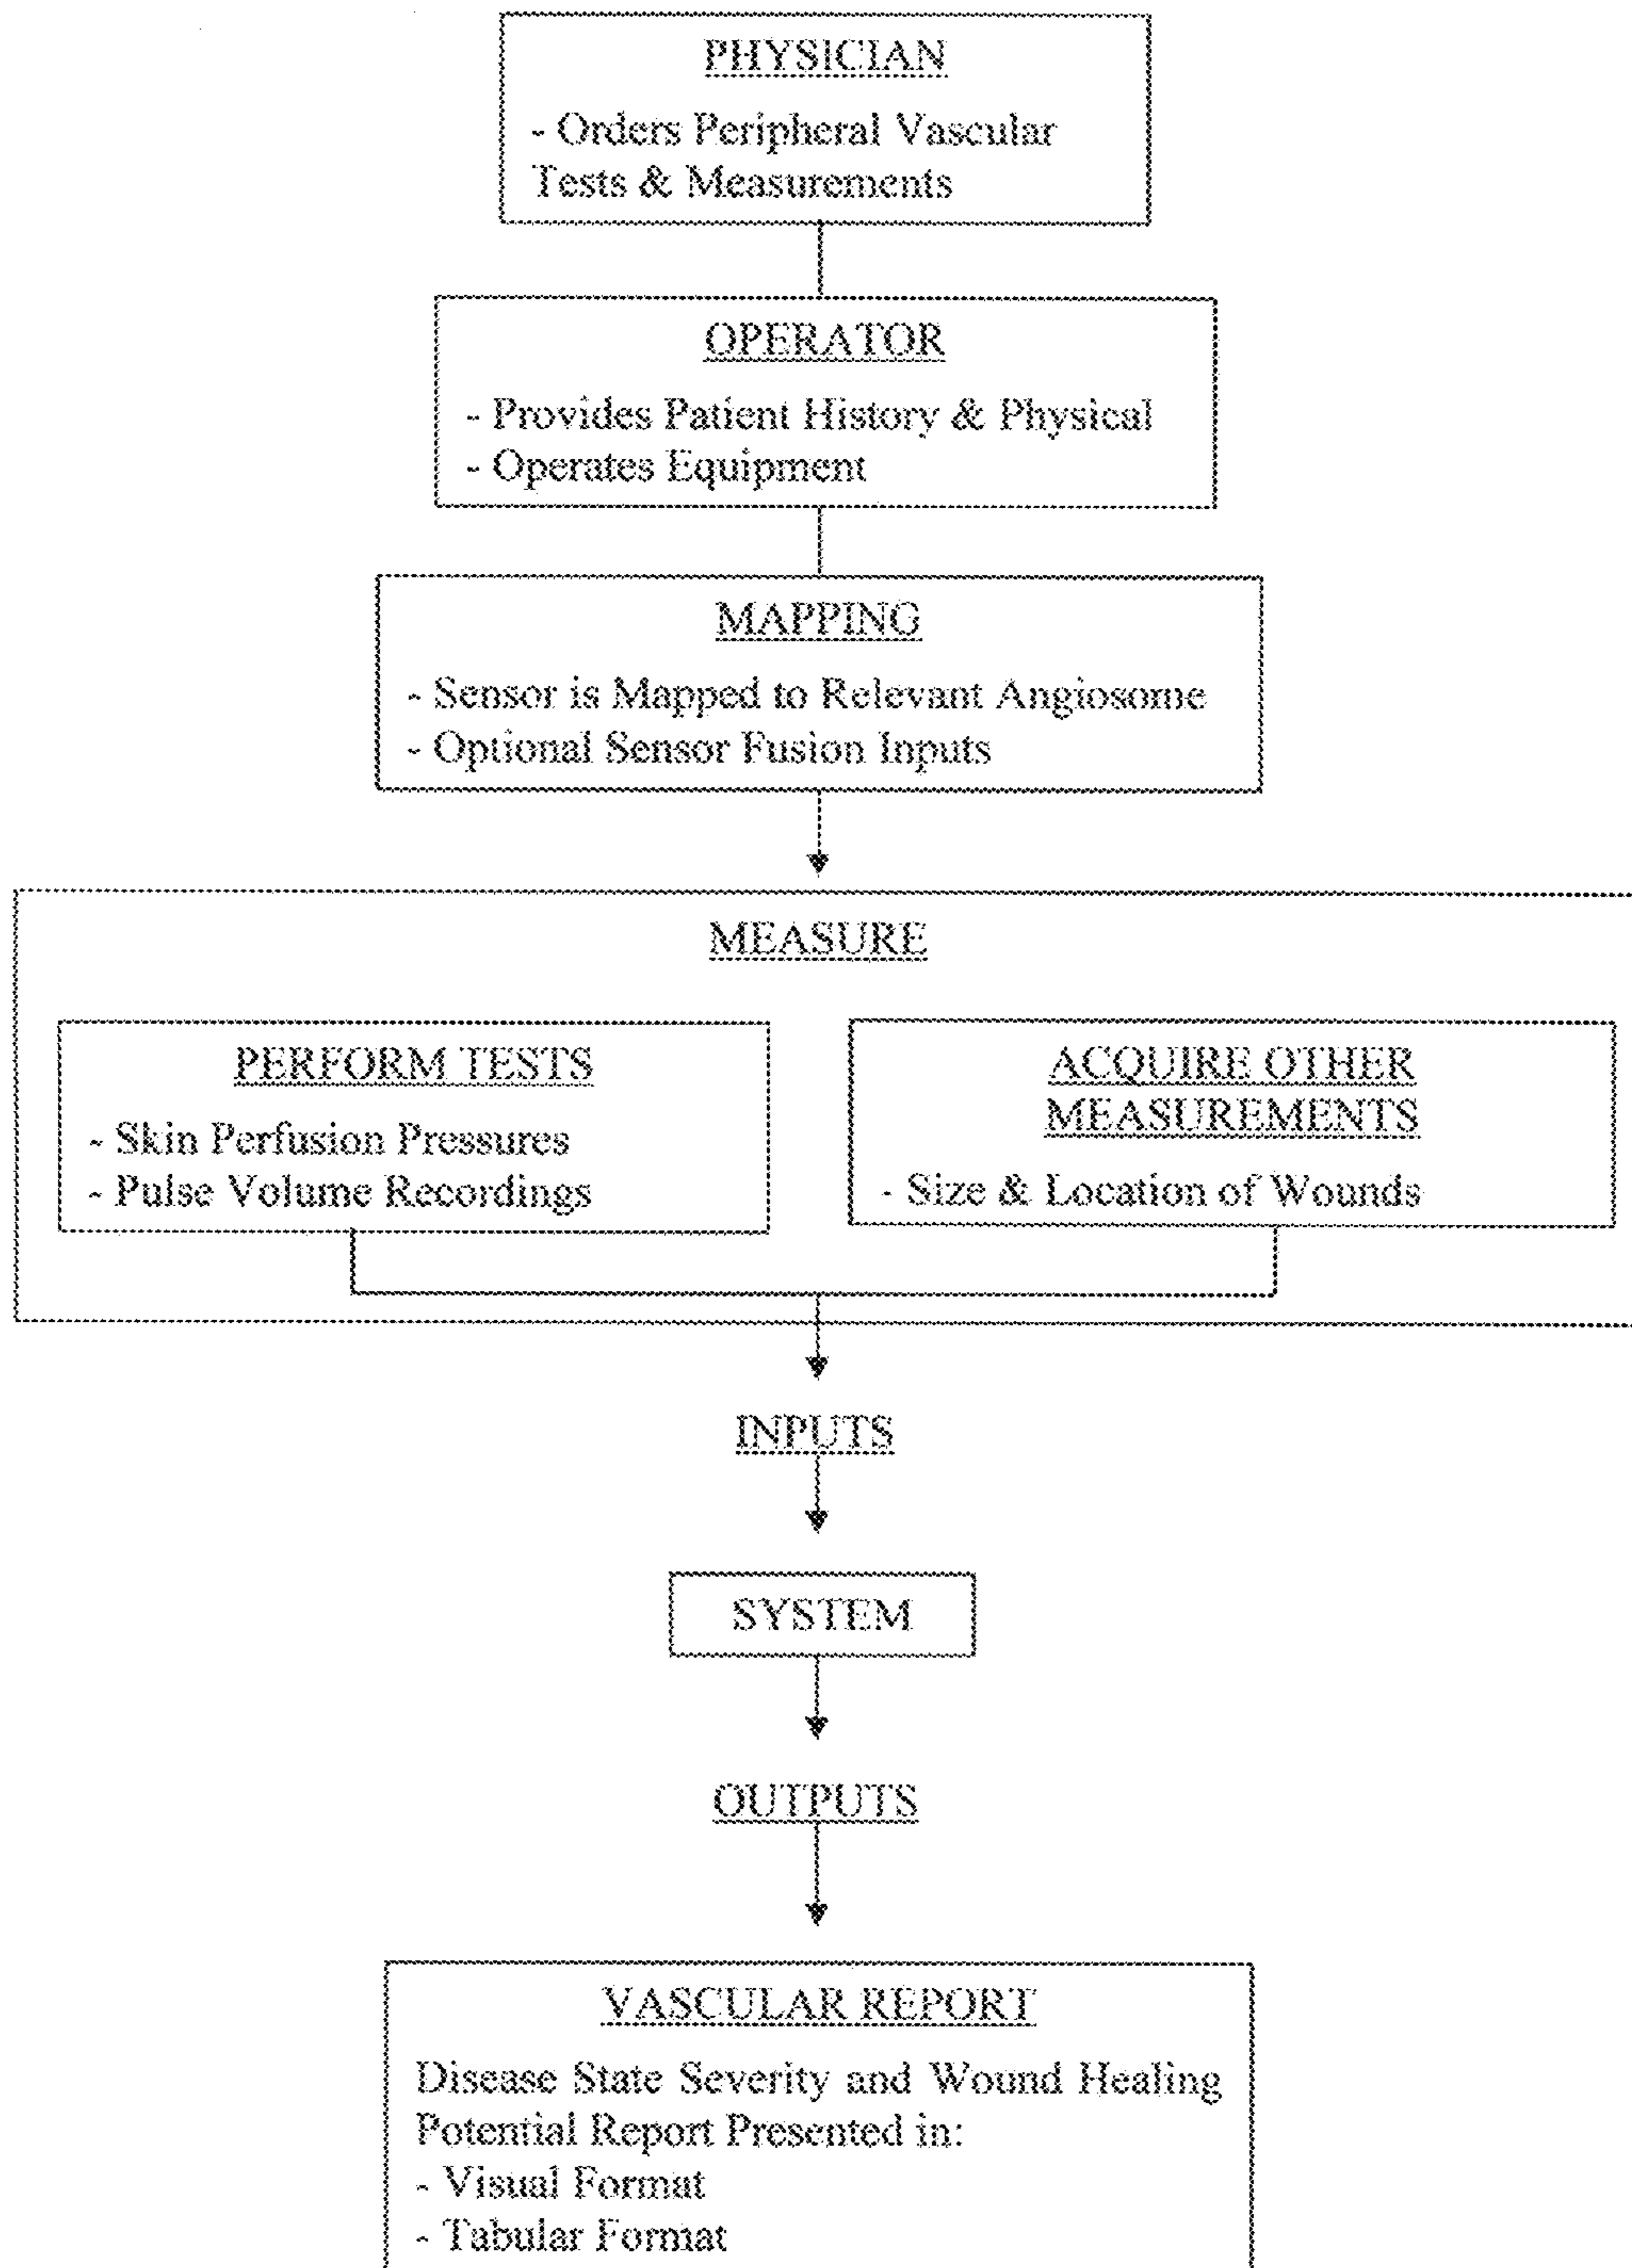 PHYSICIAN
- Orders Peripheral Vascular
Tests & Measurements
OPERATOR
- Provides Patient History & Physical
- Operates Equipment
MAPPING
- Sensor is Mapped to Relevant Angiosome
- Optional Sensor Fusion Inputs
MEASURE
PERFORM TESTS
- Skin Perfusion Pressures
- Pulse Volume Recordings
ACQUIRE OTHER
MEASUREMENTS
- Size & Location of Wounds
INPUTS
SYSTEM
OUTPUTS
VASCULAR REPORT
Disease State Severity and Wound Healing
Potential Report Presented in:
- Visual Format
- Tabular Format